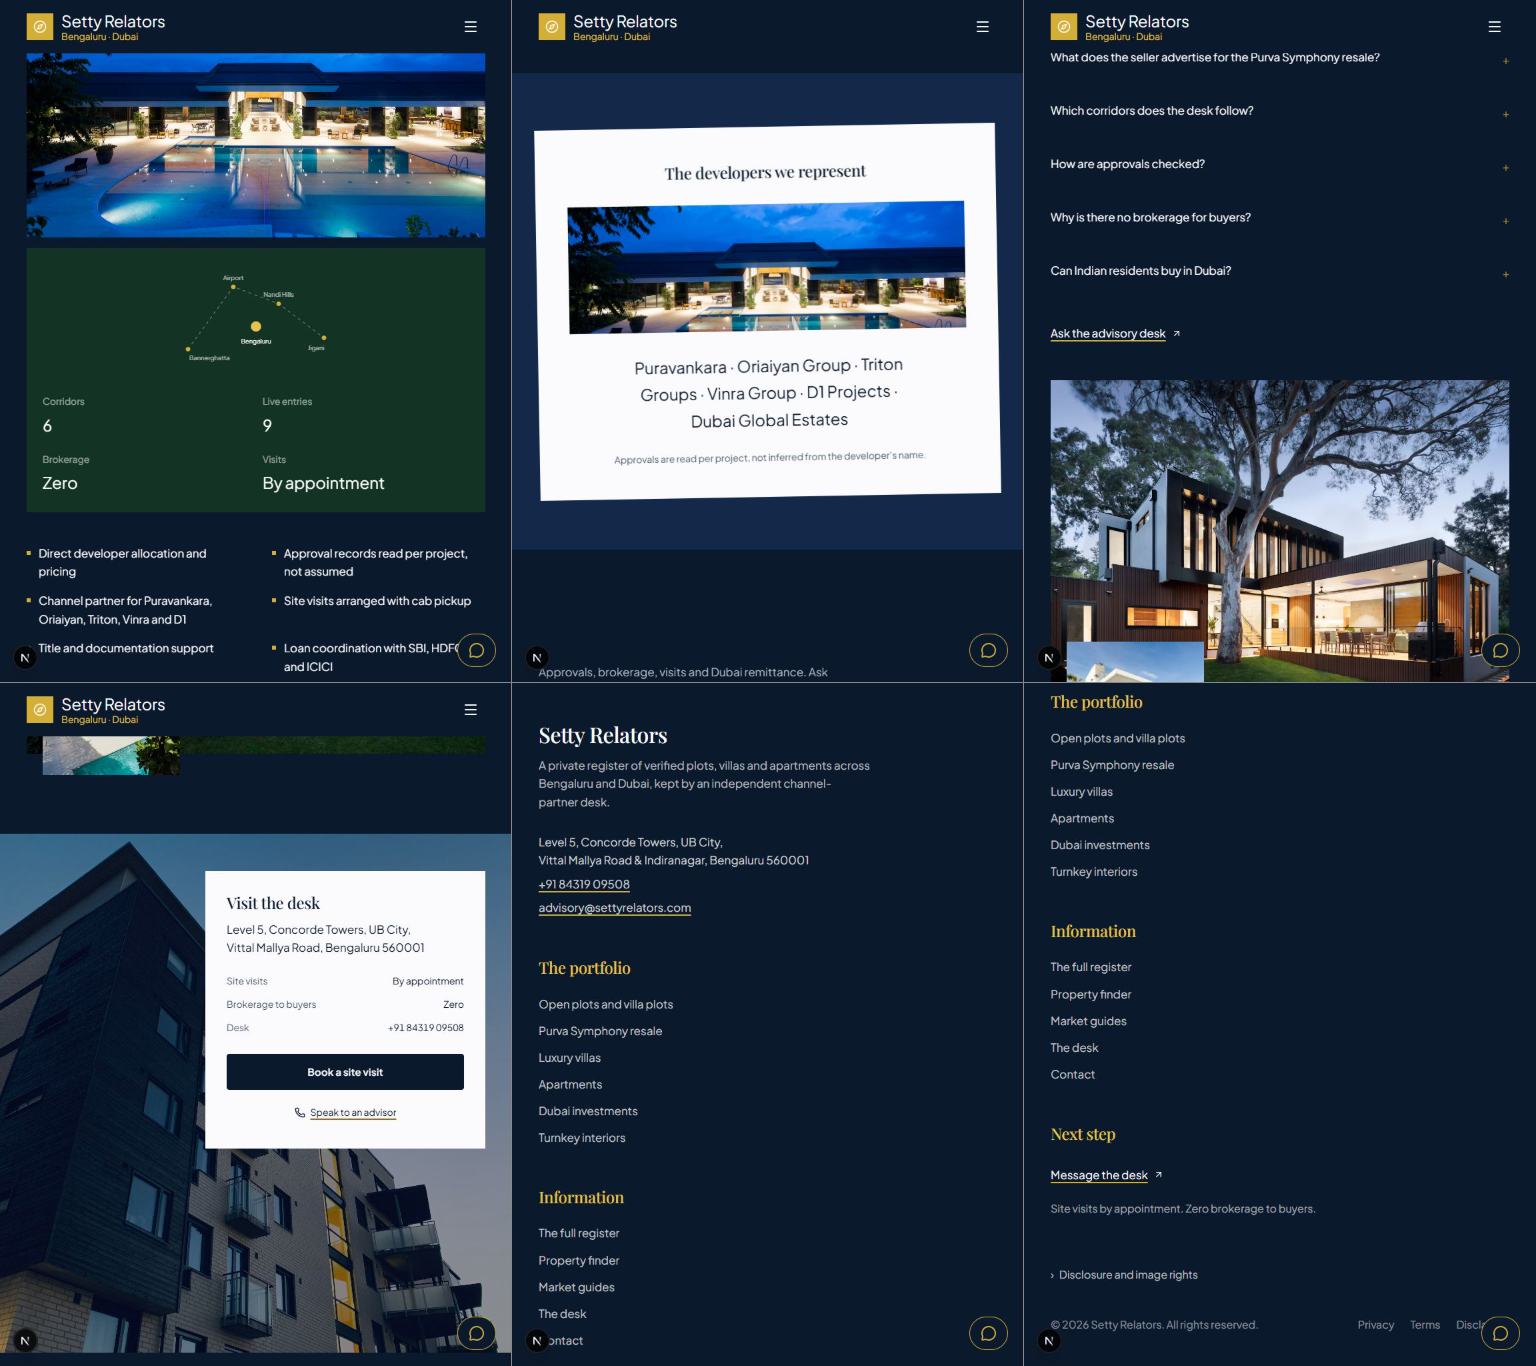 Setty Relators
Bengaluru · Dubai
Airport
Nandi Hills
Bengaluru
Jigani
Bannerghatta
Corridors
6
Live entries
9
Brokerage
Zero
Visits
By appointment
Direct developer allocation and
pricing
Approval records read per project,
not assumed
Channel partner for Puravankara,
Oriaiyan, Triton, Vinra and D1
Site visits arranged with cab pickup
Title and documentation support
Loan coordination with SBI, HDFC
and ICICI
N
Setty Relators
Bengaluru · Dubai
The developers we represent
Puravankara · Oriaiyan Group · Triton
Groups · Vinra Group · D1 Projects ·
Dubai Global Estates
Approvals are read per project, not inferred from the developer's name.
N
Approvals, brokerage, visits and Dubai remittance. Ask
Setty Relators
Bengaluru · Dubai
What does the seller advertise for the Purva Symphony resale?
+
Which corridors does the desk follow?
+
How are approvals checked?
+
Why is there no brokerage for buyers?
+
Can Indian residents buy in Dubai?
+
Ask the advisory desk
N
Setty Relators
Bengaluru · Dubai
Visit the desk
Level 5, Concorde Towers, UB City,
Vittal Mallya Road, Bengaluru 560001
Site visits By appointment
Brokerage to buyers Zero
Desk +91 84319 09508
Book a site visit
Speak to an advisor
N
Setty Relators
A private register of verified plots, villas and apartments across
Bengaluru and Dubai, kept by an independent channel-
partner desk.
Level 5, Concorde Towers, UB City,
Vittal Mallya Road & Indiranagar, Bengaluru 560001
+91 84319 09508
advisory@settyrelators.com
The portfolio
Open plots and villa plots
Purva Symphony resale
Luxury villas
Apartments
Dubai investments
Turnkey interiors
Information
The full register
Property finder
Market guides
The desk
N
ontact
The portfolio
Open plots and villa plots
Purva Symphony resale
Luxury villas
Apartments
Dubai investments
Turnkey interiors
Information
The full register
Property finder
Market guides
The desk
Contact
Next step
Message the desk
Site visits by appointment. Zero brokerage to buyers.
› Disclosure and image rights
© 2026 Setty Relators. All rights reserved. Privacy Terms
N